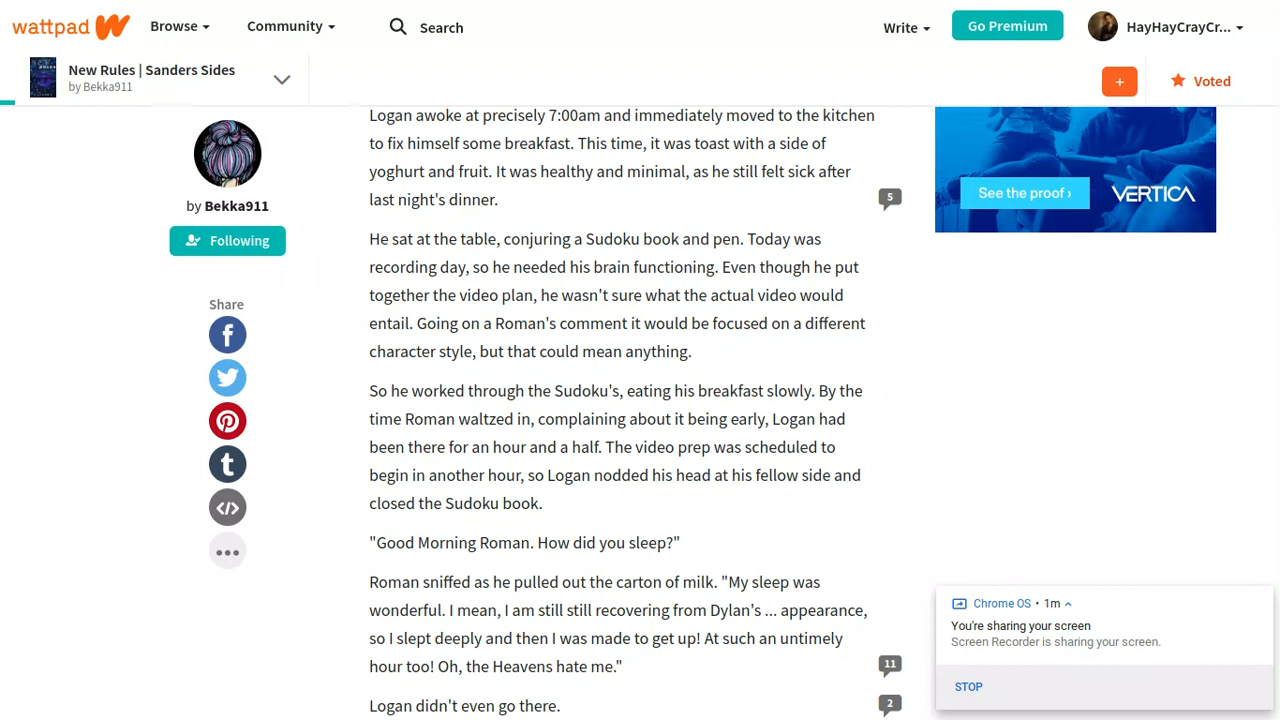 wattpad
Browse
Community
Search
Write
Go Premium
HayHayCrayCr...
New Rules | Sanders Sides
by Bekka911
+
Voted
by Bekka911
Following
Share
Logan awoke at precisely 7:00am and immediately moved to the kitchen
to fix himself some breakfast. This time, it was toast with a side of
yoghurt and fruit. It was healthy and minimal, as he still felt sick after
last night's dinner.
5
He sat at the table, conjuring a Sudoku book and pen. Today was
recording day, so he needed his brain functioning. Even though he put
together the video plan, he wasn't sure what the actual video would
entail. Going on a Roman's comment it would be focused on a different
character style, but that could mean anything.
So he worked through the Sudoku's, eating his breakfast slowly. By the
time Roman waltzed in, complaining about it being early, Logan had
been there for an hour and a half. The video prep was scheduled to
begin in another hour, so Logan nodded his head at his fellow side and
closed the Sudoku book.
"Good Morning Roman. How did you sleep?"
Roman sniffed as he pulled out the carton of milk. "My sleep was
wonderful. I mean, I am still still recovering from Dylan's ... appearance,
so I slept deeply and then I was made to get up! At such an untimely
hour too! Oh, the Heavens hate me."
11
Logan didn't even go there.
2
See the proof ›
VERTICA
Chrome OS • 1m
You're sharing your screen
Screen Recorder is sharing your screen.
STOP